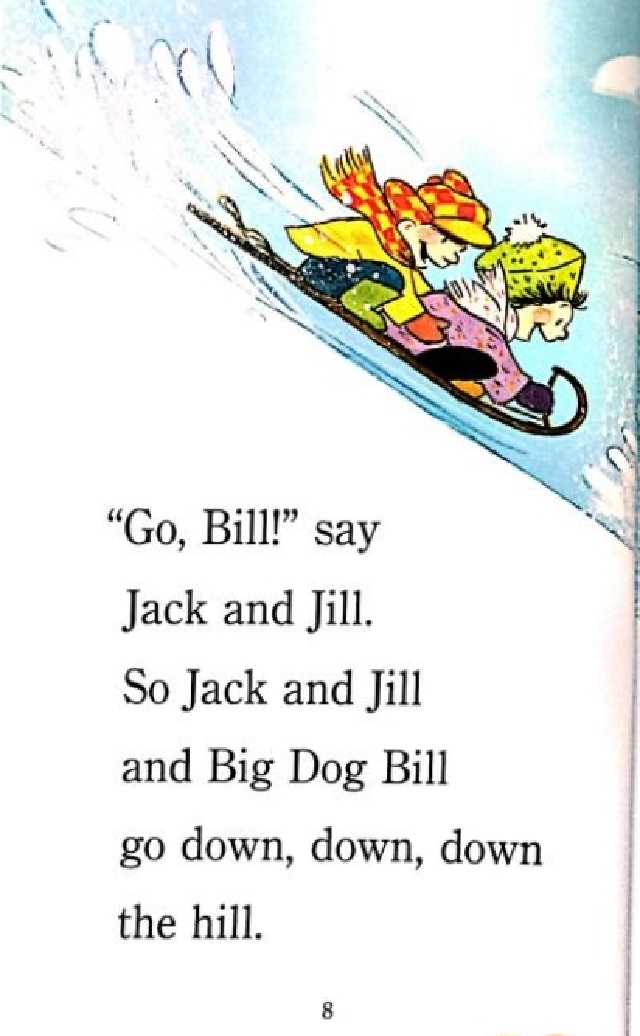 “Go, Bill!” say
Jack and Jill.
So Jack and Jill
and Big Dog Bill
go down, down, down
the hill.
8